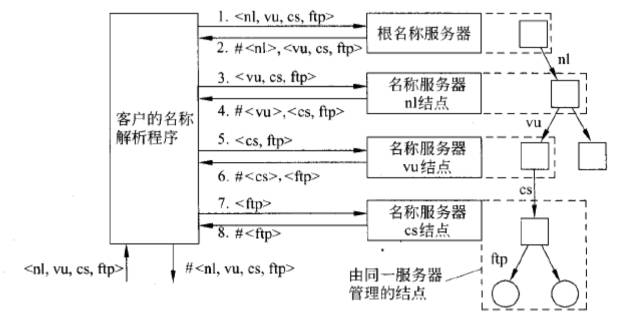 1. <nl, vu, cs, ftp>
2. #<nl>,<vu, cs, ftp>
3. <vu, cs, ftp>
4. #<vu>,<cs, ftp>
5. <cs, ftp>
6. #<cs>,<ftp>
7. <ftp>
8. #<ftp>
客户的名称
解析程序
<nl, vu, cs, ftp>
#<nl, vu, cs, ftp>
根名称服务器
名称服务器
nl结点
名称服务器
vu结点
名称服务器
cs结点
nl
vu
cs
ftp
由同一服务器
管理的结点